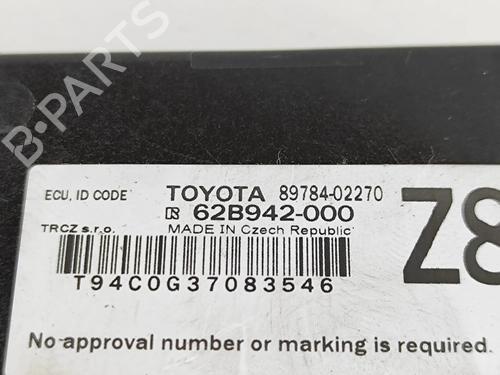 B-PARTS
ECU, ID CODE TOYOTA 89784-02270
62B942-000
TRCZ s.r.o. MADE IN Czech Republic
Z8
T94C0G37083546
No approval number or marking is required.